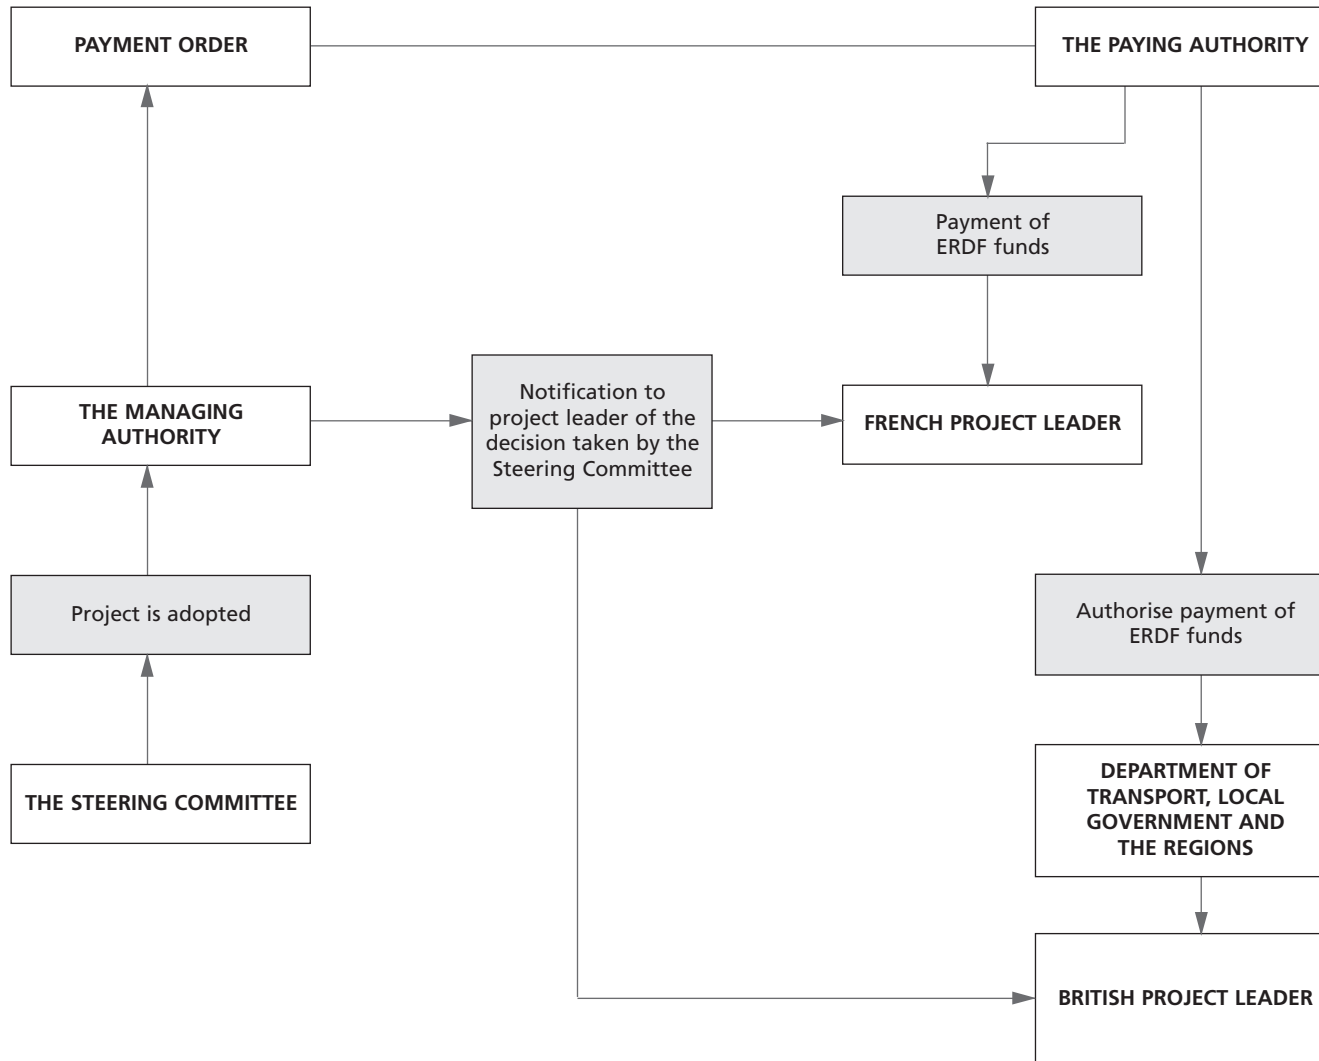 PAYMENT ORDER
THE PAYING AUTHORITY
Payment of
ERDF funds
THE MANAGING
AUTHORITY
Notification to
project leader of the
decision taken by the
Steering Committee
FRENCH PROJECT LEADER
Project is adopted
Authorise payment of
ERDF funds
THE STEERING COMMITTEE
DEPARTMENT OF
TRANSPORT, LOCAL
GOVERNMENT AND
THE REGIONS
BRITISH PROJECT LEADER